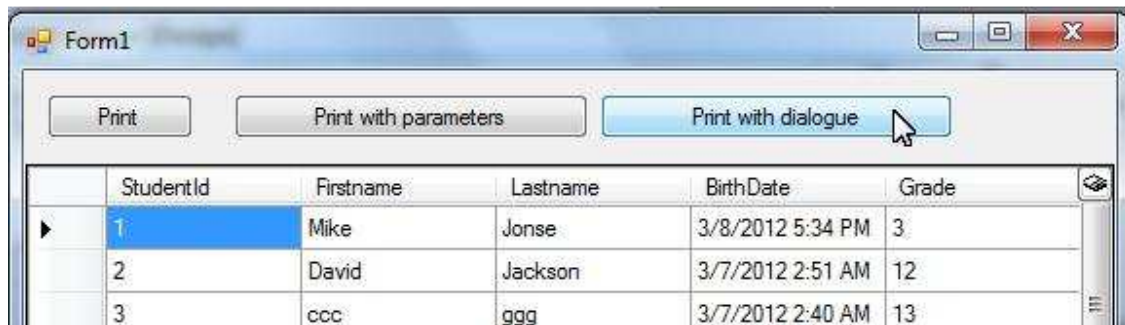 Form1
Print Print with parameters Print with dialogue
StudentId Firstname Lastname BirthDate Grade
1 Mike Jonse 3/8/2012 5:34 PM 3
2 David Jackson 3/7/2012 2:51 AM 12
3 ccc ggg 3/7/2012 2:40 AM 13